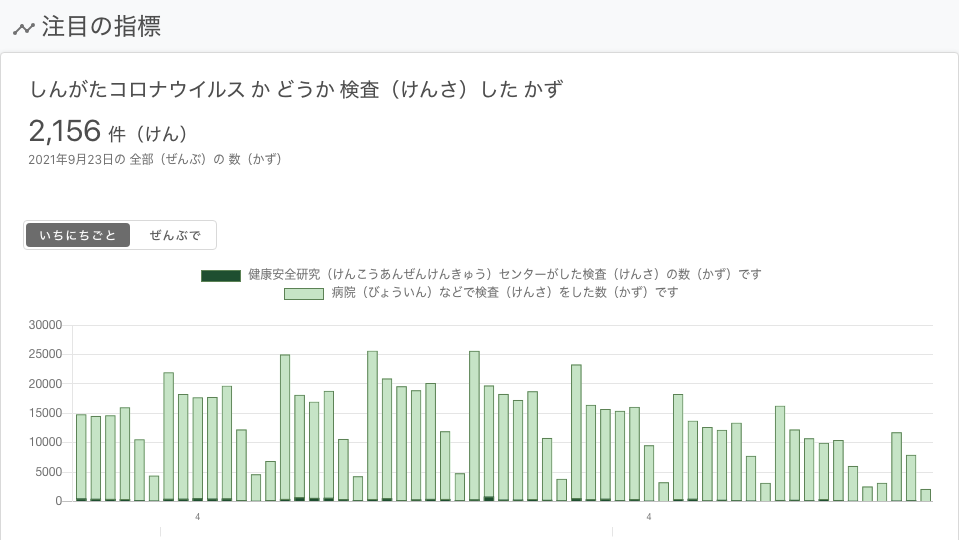 注目の指標
しんがたコロナウイルス か どうか 検査（けんさ）した かず
2,156 件（けん）
2021年9月23日の 全部（ぜんぶ）の 数（かず）
いちにちごと ぜんぶで
健康安全研究（けんこうあんぜんけんきゅう）センターがした検査（けんさ）の数（かず）です
病院（びょういん）などで検査（けんさ）をした数（かず）です
30000
25000
20000
15000
10000
5000
0
4 4